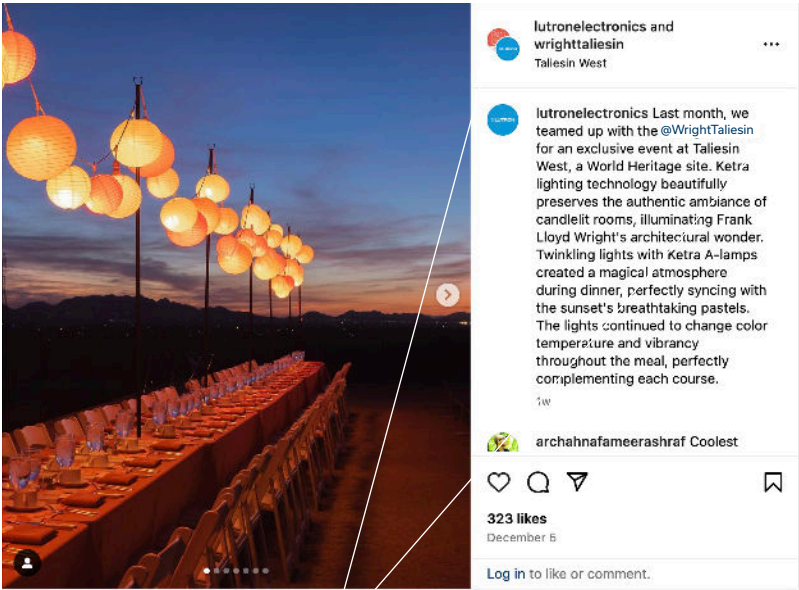 lutronelectronics and
wrighttaliesin
Taliesin West
lutronelectronics Last month, we
teamed up with the @WrightTaliesin
for an exclusive event at Taliesin
West, a World Heritage site. Ketra
lighting technology beautifully
preserves the authentic ambiance of
candlelit rooms, illuminating Frank
Lloyd Wright's architectural wonder.
Twinkling lights with Ketra A-lamps
created a magical atmosphere
during dinner, perfectly syncing with
the sunset's breathtaking pastels.
The lights continued to change color
temperature and vibrancy
throughout the meal, perfectly
complementing each course.
1w
archahnafameerashraf Coolest
323 likes
December 5
Log in to like or comment.